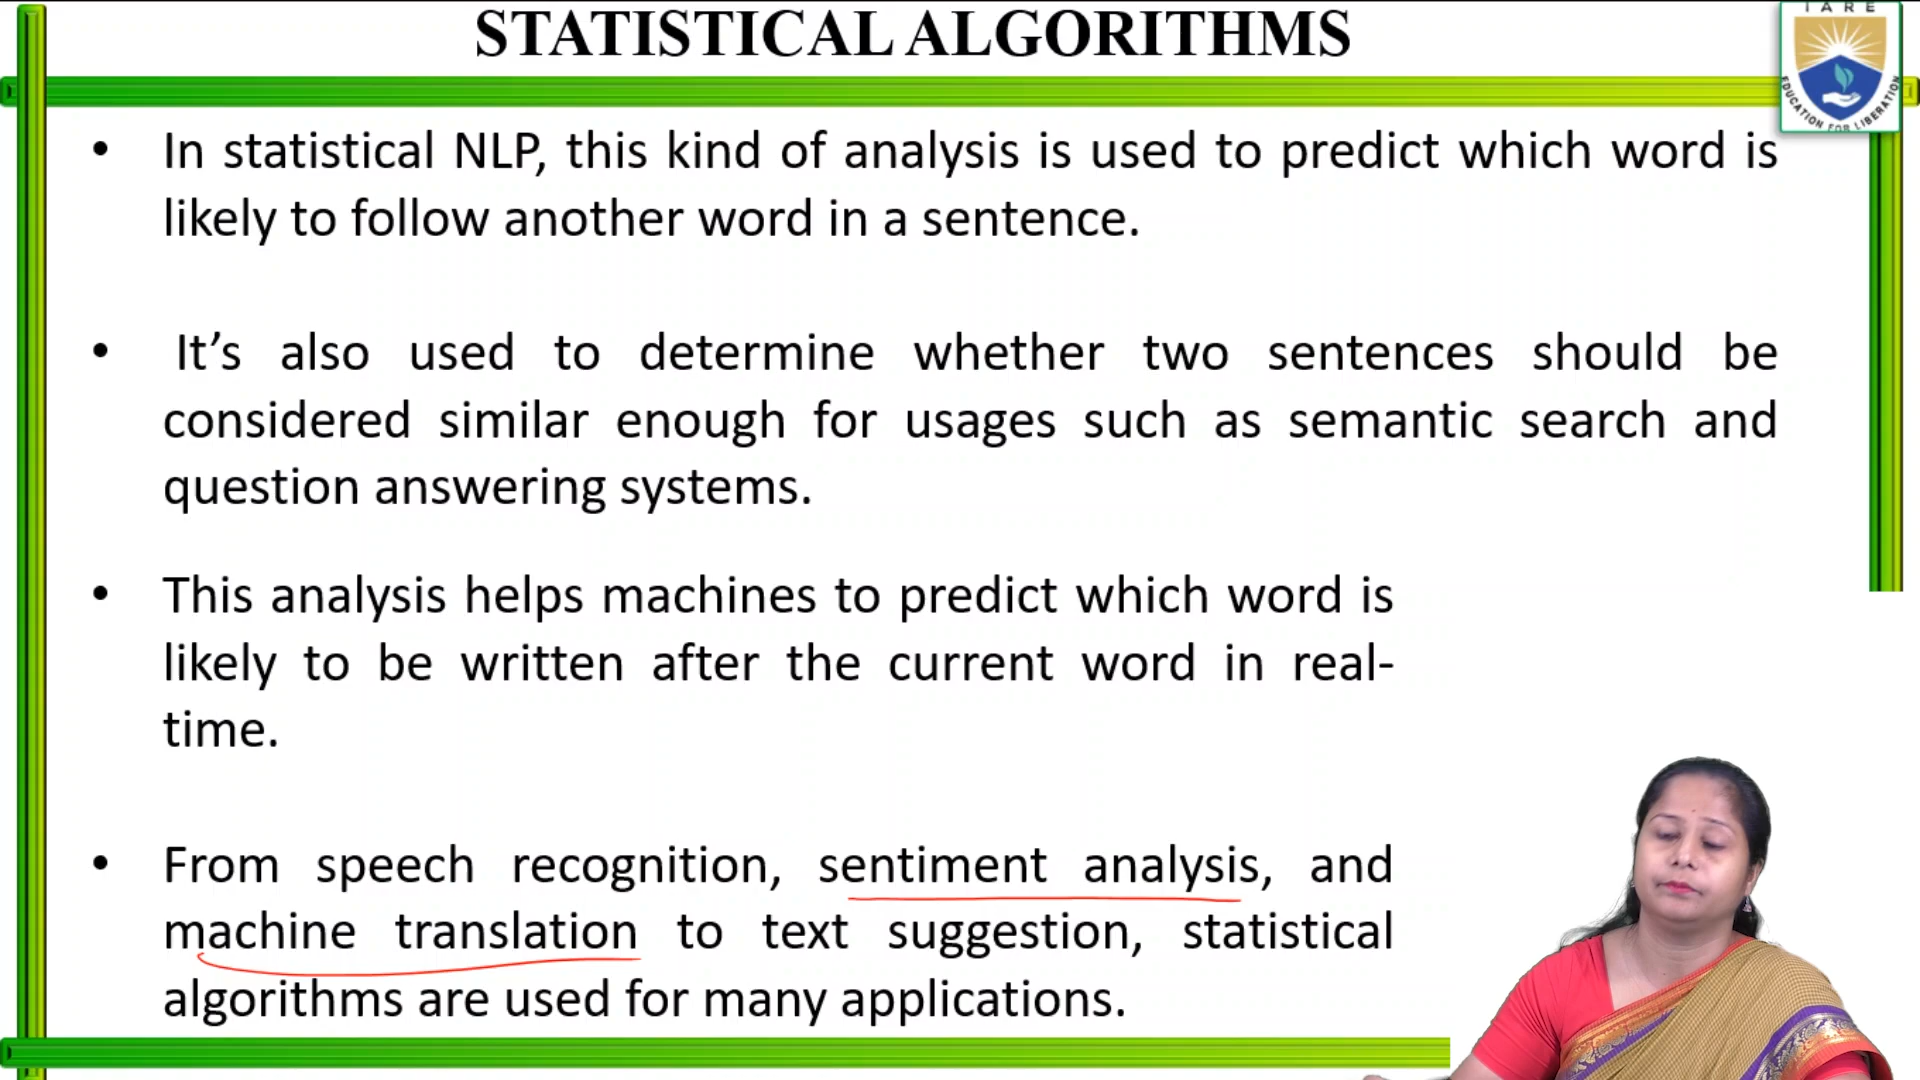 STATISTICAL ALGORITHMS
IARE
EDUCATION FOR LIBERATION
• In statistical NLP, this kind of analysis is used to predict which word is
likely to follow another word in a sentence.
• It’s also used to determine whether two sentences should be
considered similar enough for usages such as semantic search and
question answering systems.
• This analysis helps machines to predict which word is
likely to be written after the current word in real-
time.
• From speech recognition, sentiment analysis, and
machine translation to text suggestion, statistical
algorithms are used for many applications.